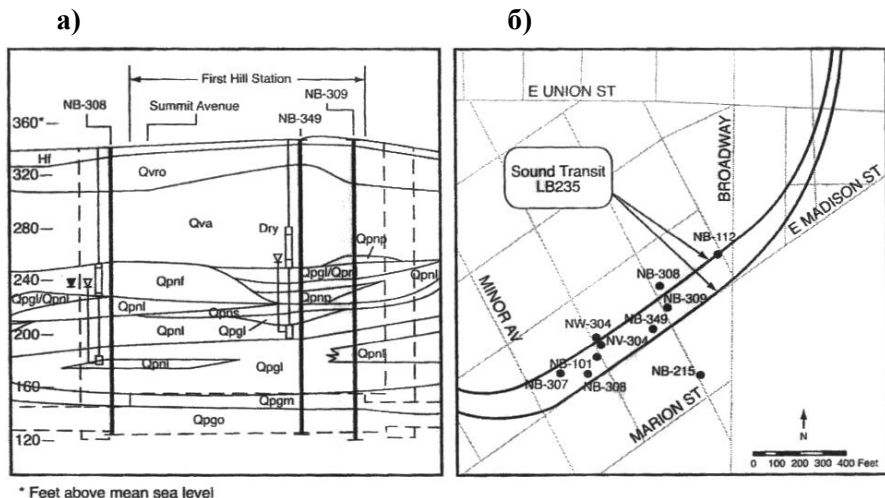 а)
б)
First Hill Station
NB-308
Summit Avenue
NB-309
NB-349
360*
Hf
320
Qvro
280
Qva
Dry
Qpnp
240
Qpnf
Qpgl/Qpnl
Qpnl
Qpgl/Qpnl
Qpnl
Qpns
Qpnp
200
Qpnl
Qpgl
Qpnl
Qpnl
Qpgl
160
Qpgm
Qpgo
120
* Feet above mean sea level
E UNION ST
BROADWAY
Sound Transit
LB235
E MADISON ST
NB-112
MINOR AV
NB-308
NB-309
NB-349
NW-304
NV-304
NB-101
NB-307
NB-308
NB-215
MARION ST
N
0 100 200 300 400 Feet